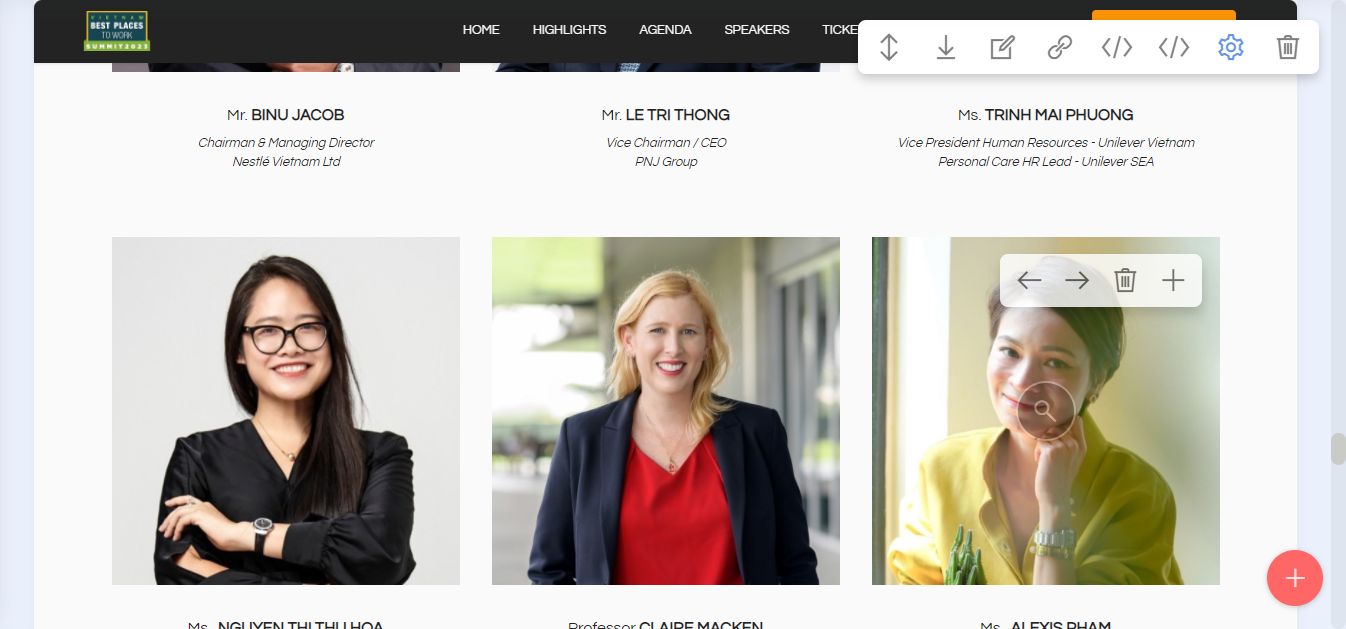 VIETNAM
BEST PLACES
TO WORK
SUMMIT2023
HOME HIGHLIGHTS AGENDA SPEAKERS TICKE
Mr. BINU JACOB
Chairman & Managing Director
Nestlé Vietnam Ltd
Mr. LE TRI THONG
Vice Chairman / CEO
PNJ Group
Ms. TRINH MAI PHUONG
Vice President Human Resources - Unilever Vietnam
Personal Care HR Lead - Unilever SEA
Ms. NGUYEN THI THU HOA
Professor CLAIRE MACKEN
Ms. ALEXIS PHAM